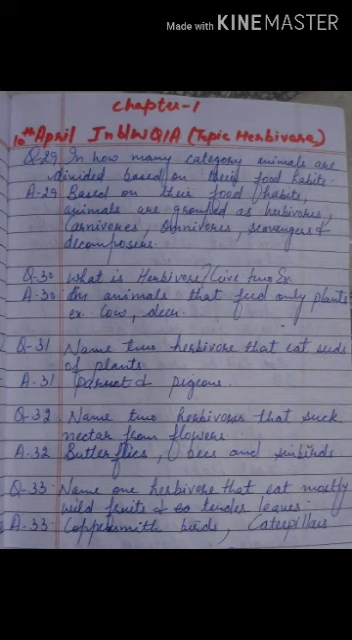 Made with KINEMASTER
Chapter-1
10th April Inb/w Q/A (Topic Herbivore)
Q-29 In how many category animals are
divided based on their food habits.
A-29 Based on their food habits,
animals are grouped as herbivores,
Carnivores, Omnivores, scavengers &
decomposers.
Q-30 What is Herbivore? Give two Ex.
A-30 animals that feed only plants
ex. Cow, deer.
Q-31 Name two herbivore that eat seeds
of plants
A-31 parrot & pigeons.
Q-32 Name two herbivores that suck
nectar from flowers
A-32 Butterflies, bees and sunbirds
Q-33 Name one herbivore that eat mostly
wild fruits & tender leaves.
A-33 Coppersmith birds, Caterpillars